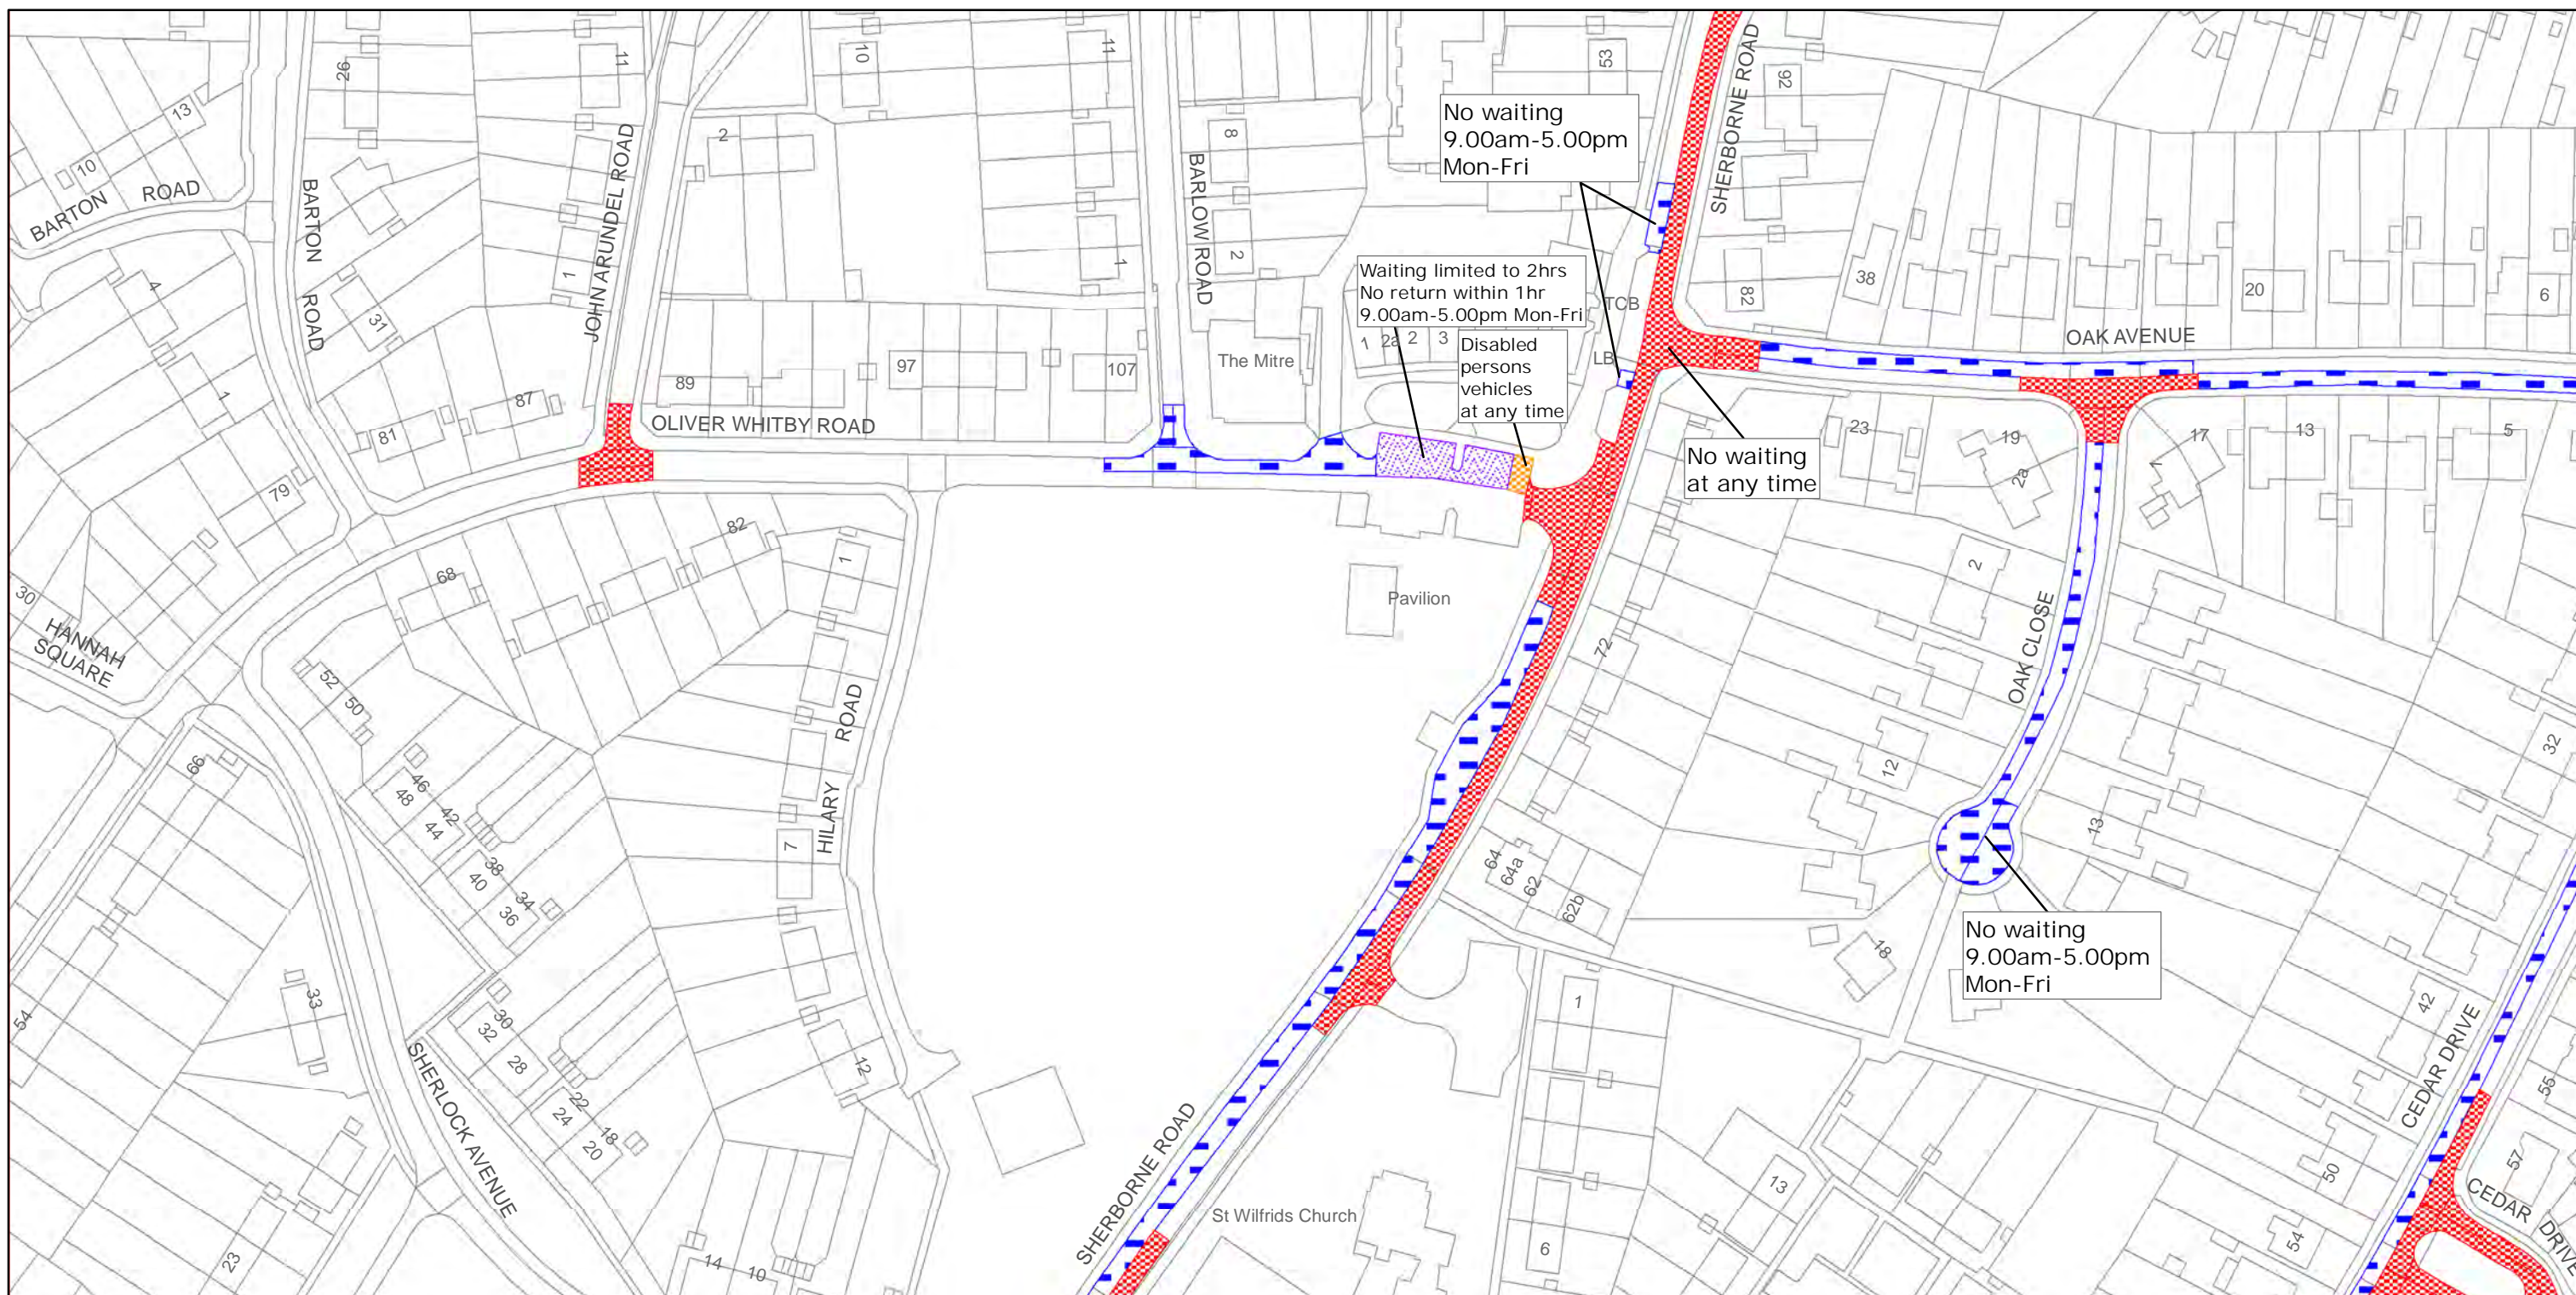 26
11
10
11
53
SHERBORNE ROAD
92
13
10
BARTON ROAD
BARTON ROAD
JOHN ARUNDEL ROAD
2
8
BARLOW ROAD
No waiting
9.00am-5.00pm
Mon-Fri
4
31
1
1
2
82
38
20
6
Waiting limited to 2hrs
No return within 1hr
9.00am-5.00pm Mon-Fri
TCB
LB
OAK AVENUE
1
2a
2
3
Disabled
persons
vehicles
at any time
The Mitre
1
81
87
89
97
107
OLIVER WHITBY ROAD
No waiting
at any time
23
19
2a
17
1
13
5
79
82
68
1
2
30
HANNAH
SQUARE
Pavilion
72
OAK CLOSE
52
50
HILARY ROAD
66
46
48
42
44
7
12
13
32
38
40
34
36
64
64a
62
62b
No waiting
9.00am-5.00pm
Mon-Fri
18
54
33
30
32
28
1
42
CEDAR DRIVE
SHERLOCK AVENUE
12
22
24
18
20
55
SHERBORNE ROAD
13
50
57
St Wilfrids Church
CEDAR DRIVE
23
14
10
6
54